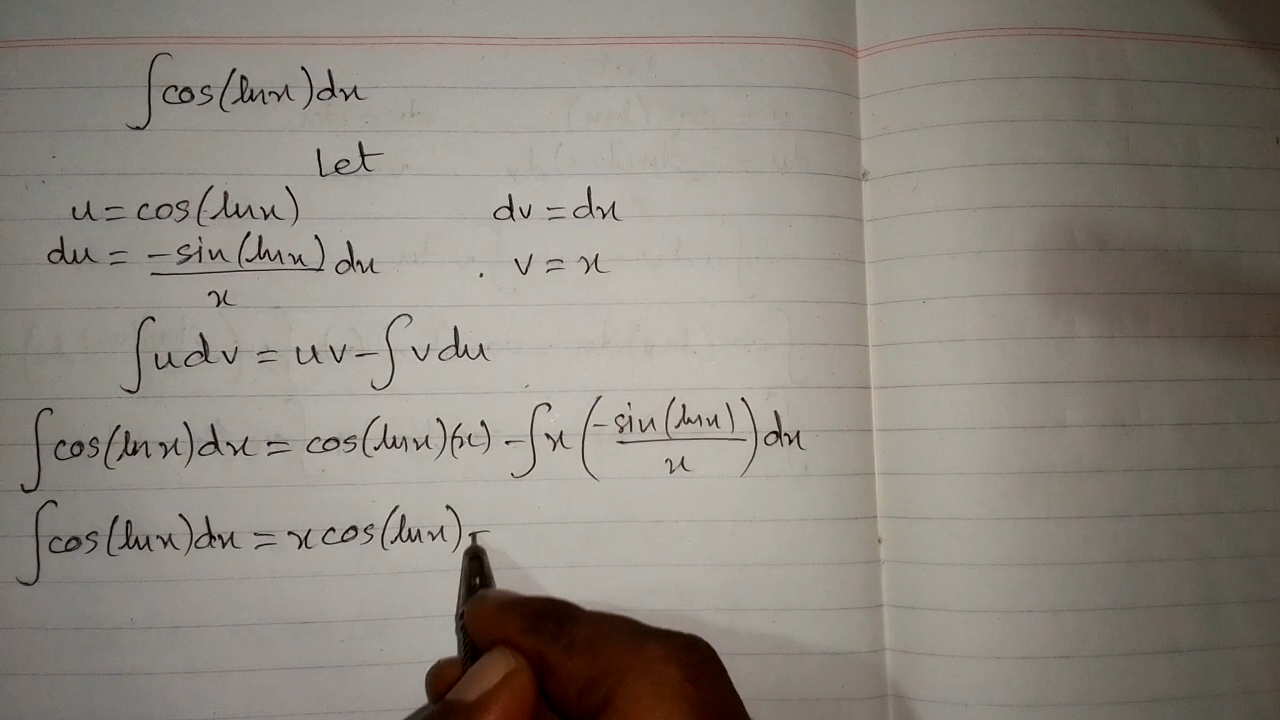 ∫cos(lnx)dx
Let
u=cos(lnx) dv=dx
du = -sin(lnx)/x dx . v=x
∫udv=uv-∫vdu
∫cos(lnx)dx=cos(lnx)(x)-∫x(-sin(lnx)/x)dx
∫cos(lnx)dx=xcos(lnx)-